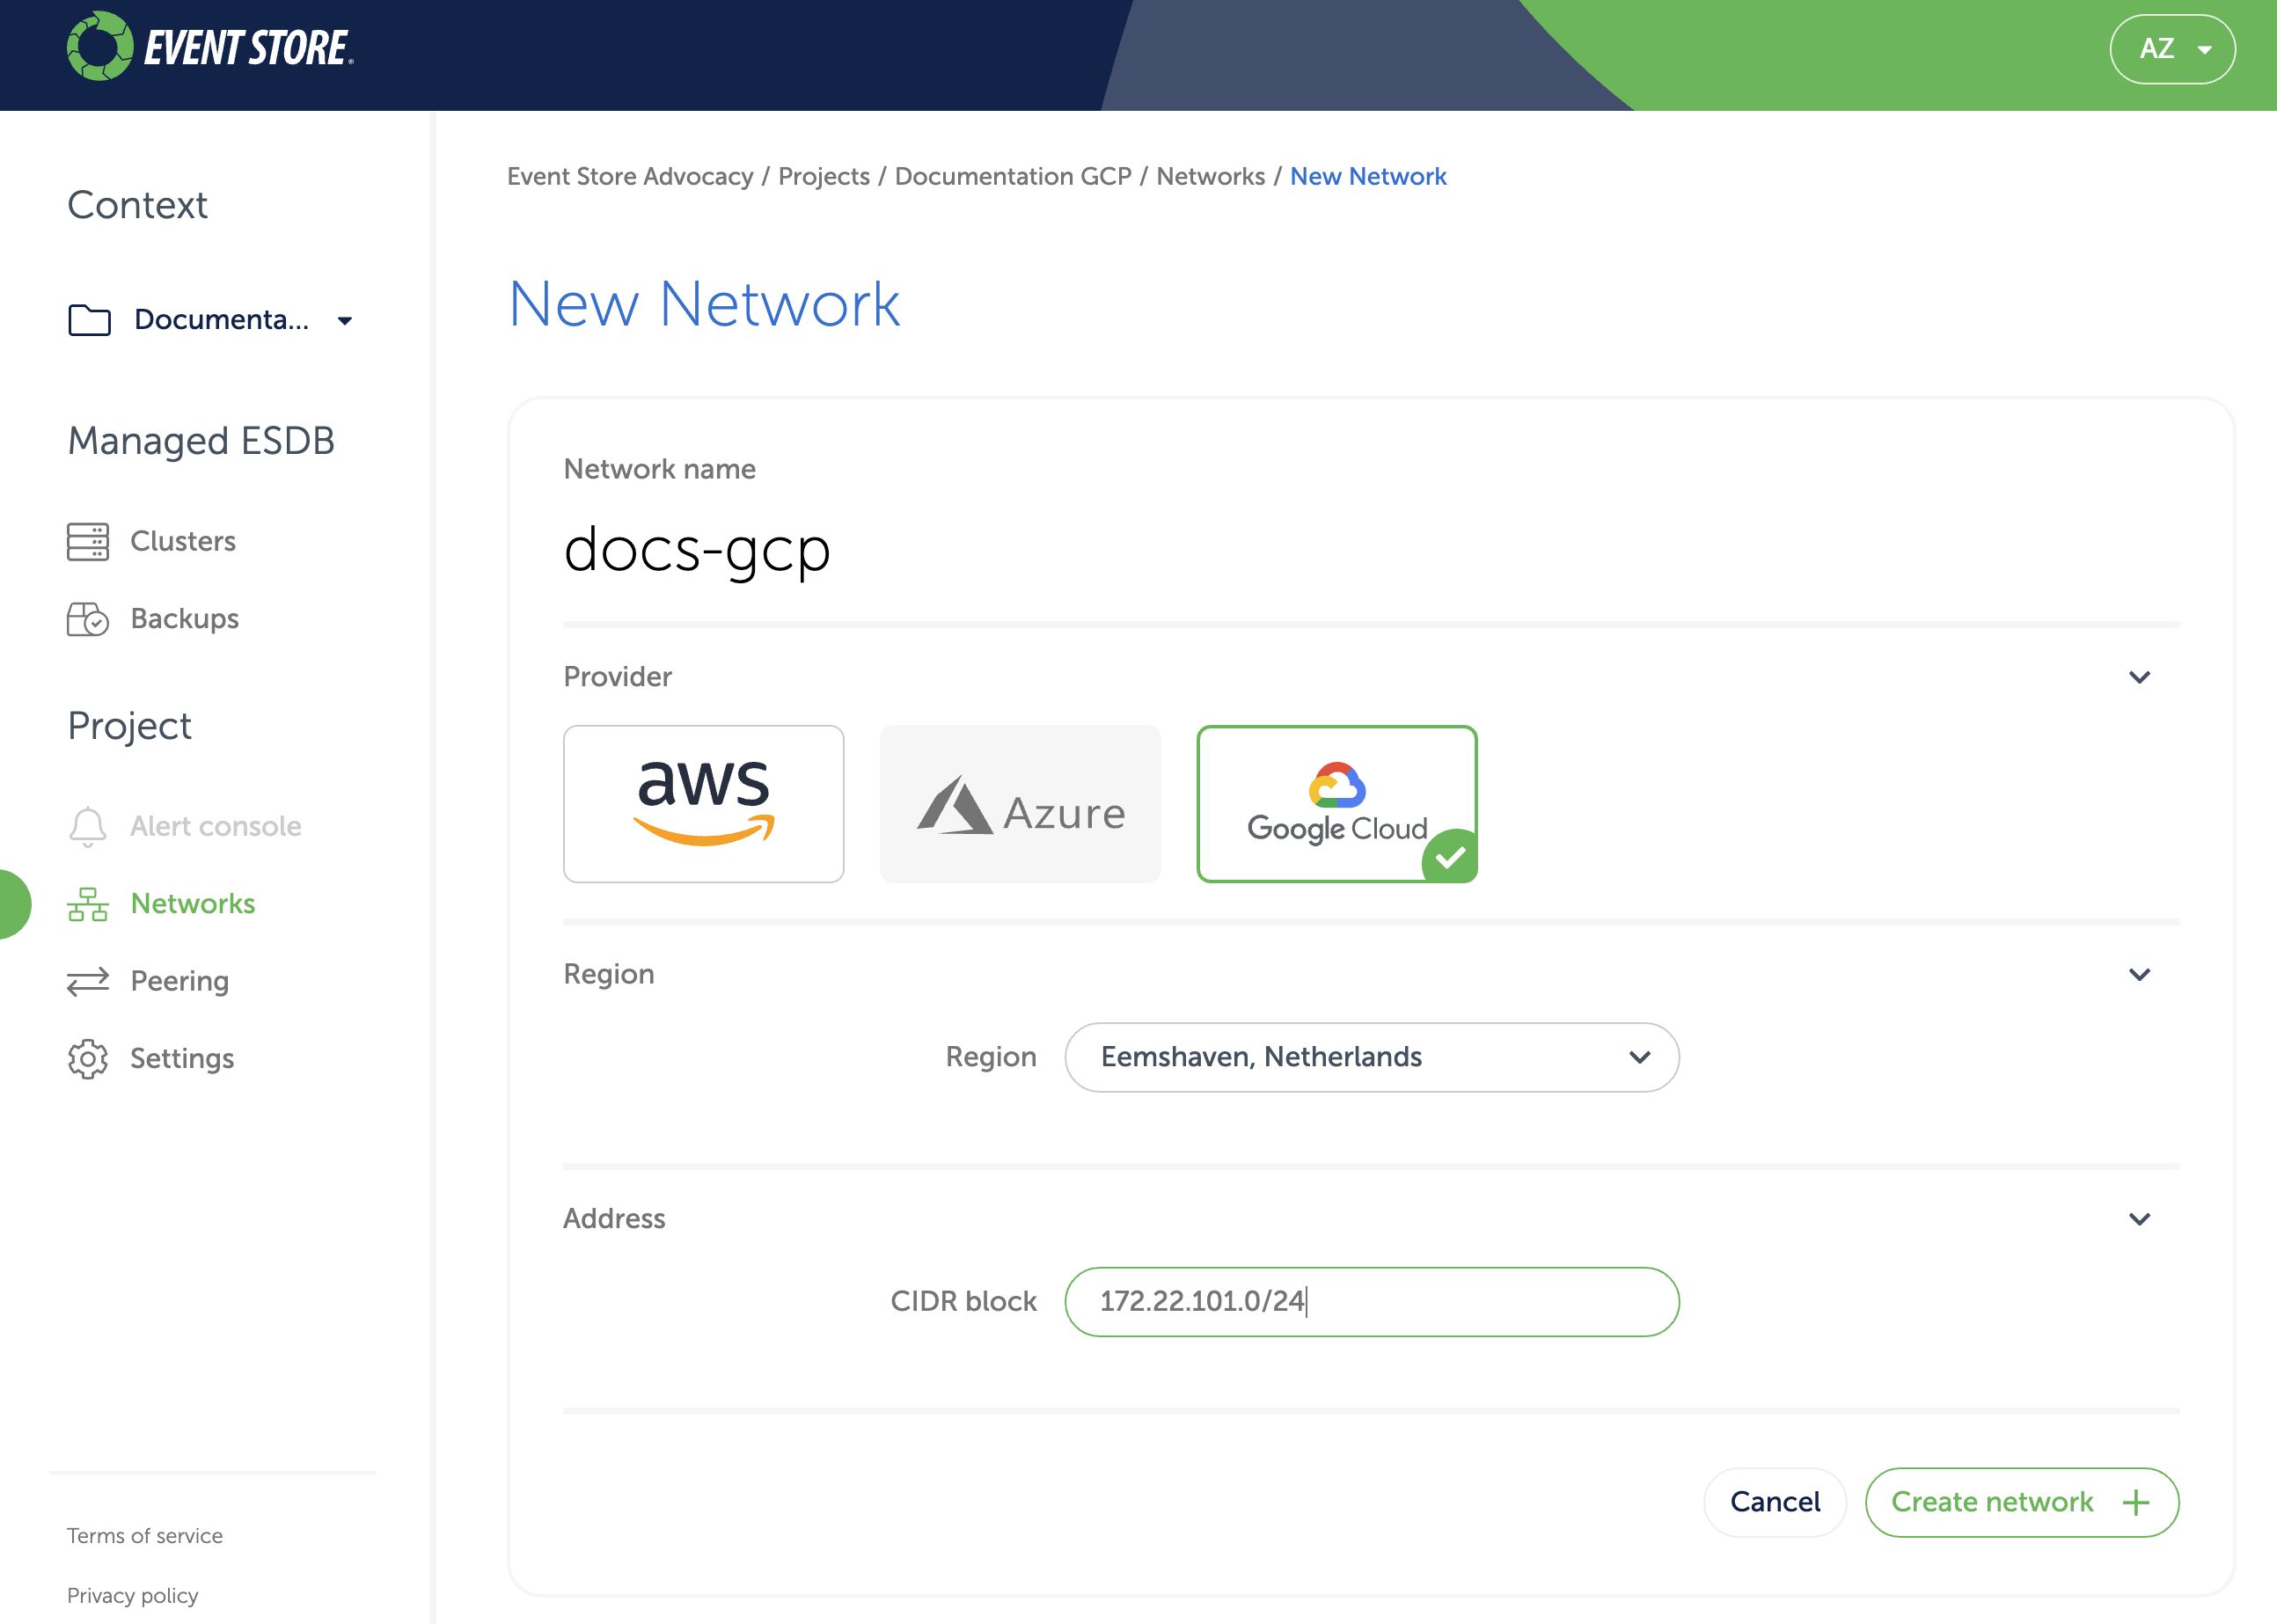 EVENT STORE®
AZ
Context
Documenta...
Managed ESDB
Clusters
Backups
Project
Alert console
Networks
Peering
Settings
Terms of service
Privacy policy
Event Store Advocacy / Projects / Documentation GCP / Networks / New Network
New Network
Network name
docs-gcp
Provider
aws
Azure
Google Cloud
Region
Region Eemshaven, Netherlands
Address
CIDR block 172.22.101.0/24
Cancel Create network +